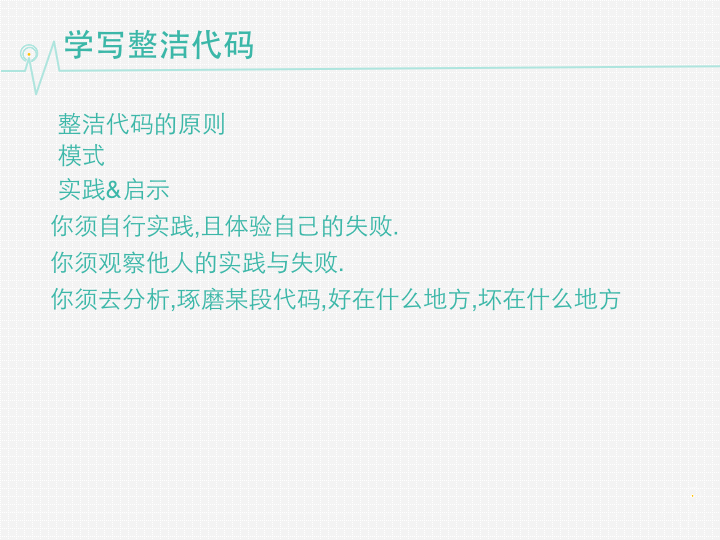 学写整洁代码
整洁代码的原则
模式
实践&启示
你须自行实践,且体验自己的失败.
你须观察他人的实践与失败.
你须去分析,琢磨某段代码,好在什么地方,坏在什么地方